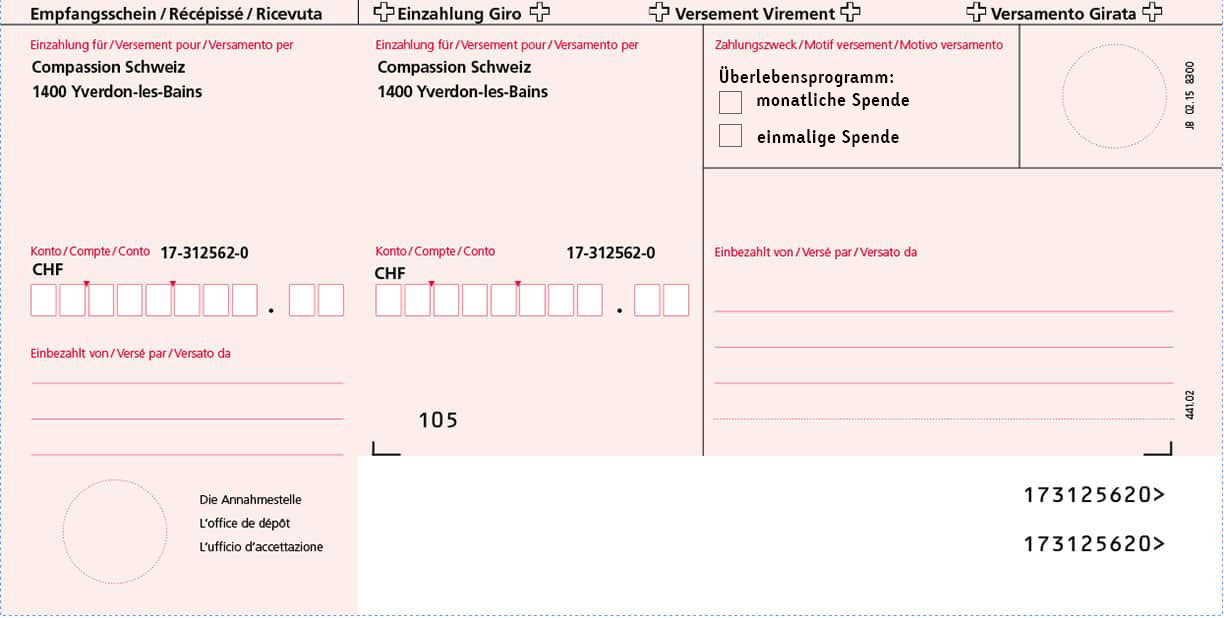 Empfangsschein / Récépissé / Ricevuta
Einzahlung für / Versement pour / Versamento per
Compassion Schweiz
1400 Yverdon-les-Bains
Konto / Compte / Conto 17-312562-0
CHF
.
Einbezahlt von / Versé par / Versato da
Die Annahmestelle
L'office de dépôt
L'ufficio d'accettazione
Einzahlung Giro
Versement Virement
Versamento Girata
Einzahlung für / Versement pour / Versamento per
Compassion Schweiz
1400 Yverdon-les-Bains
Konto / Compte / Conto 17-312562-0
CHF
.
105
Zahlungszweck / Motif versement / Motivo versamento
Überlebensprogramm:
monatliche Spende
einmalige Spende
JB 02.15 8300
Einbezahlt von / Versé par / Versato da
441.02
173125620>
173125620>